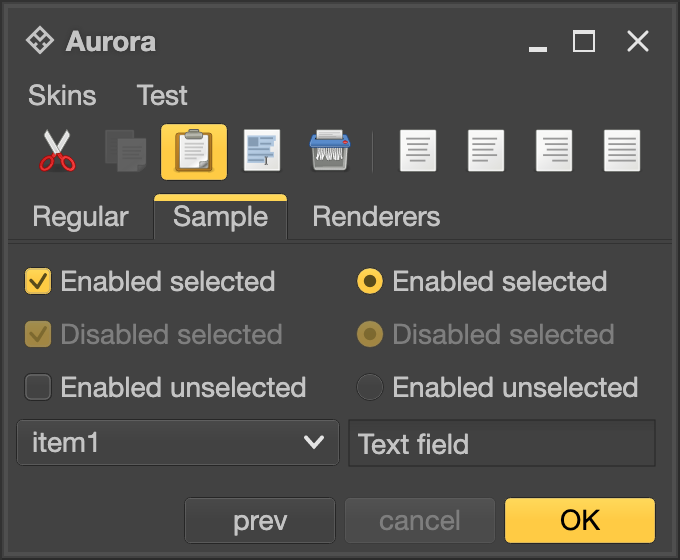 Aurora
Skins Test
Regular Sample Renderers
Enabled selected Enabled selected
Disabled selected Disabled selected
Enabled unselected Enabled unselected
item1 Text field
prev cancel OK